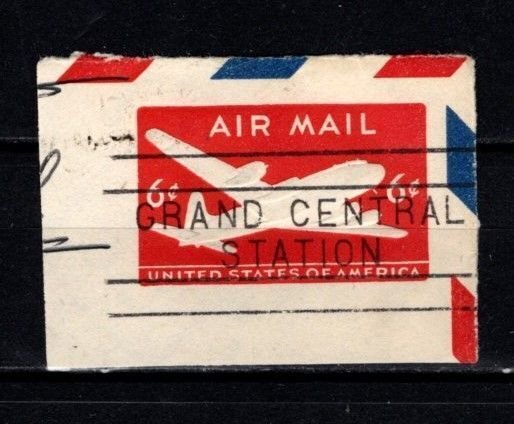 AIR MAIL
6¢ 6¢
GRAND CENTRAL
STATION
UNITED STATES OF AMERICA